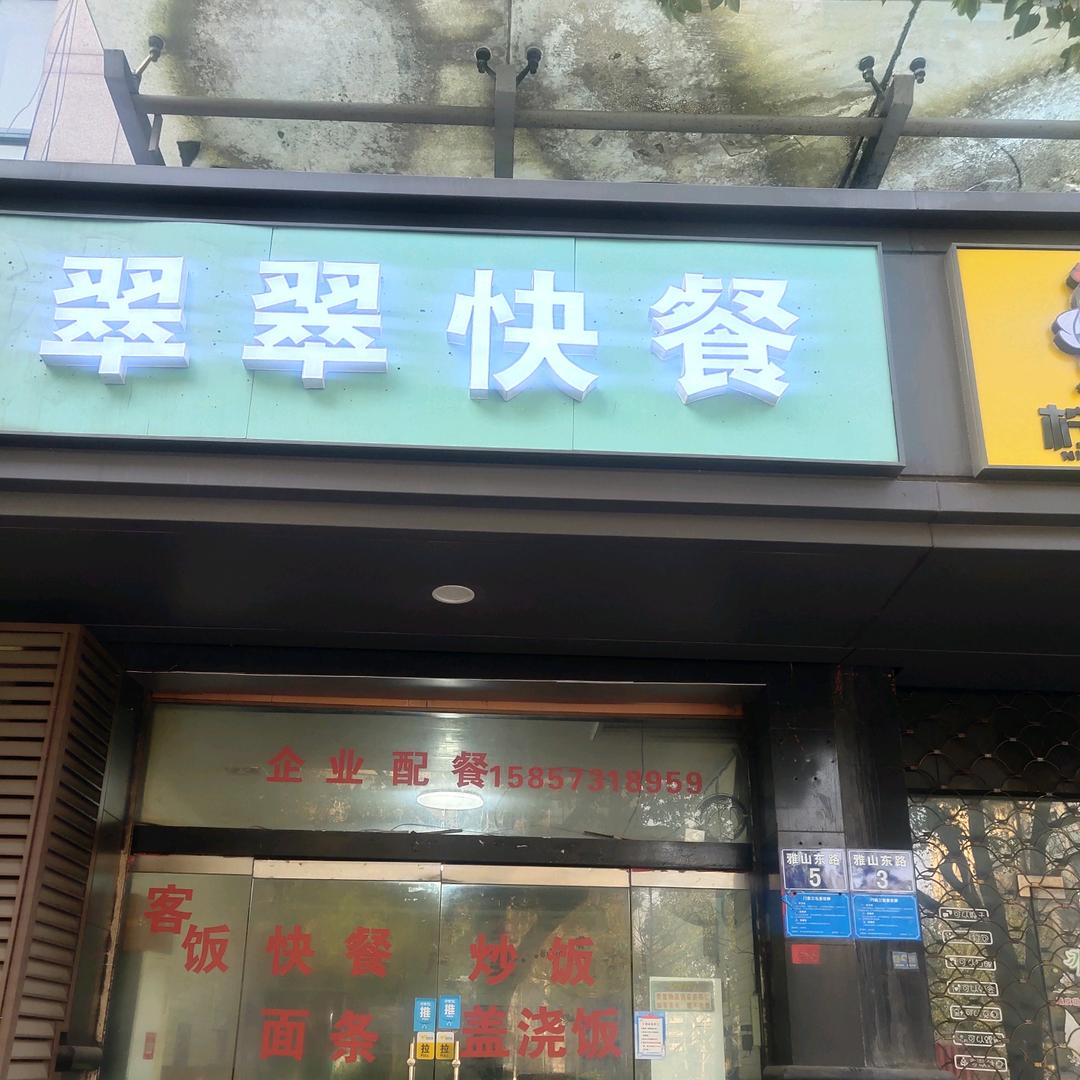 翠翠快餐
企业配餐15857318959
雅山东路 5
雅山东路 3
客饭
快餐
炒饭
面条
盖浇饭
推
推
拉
拉